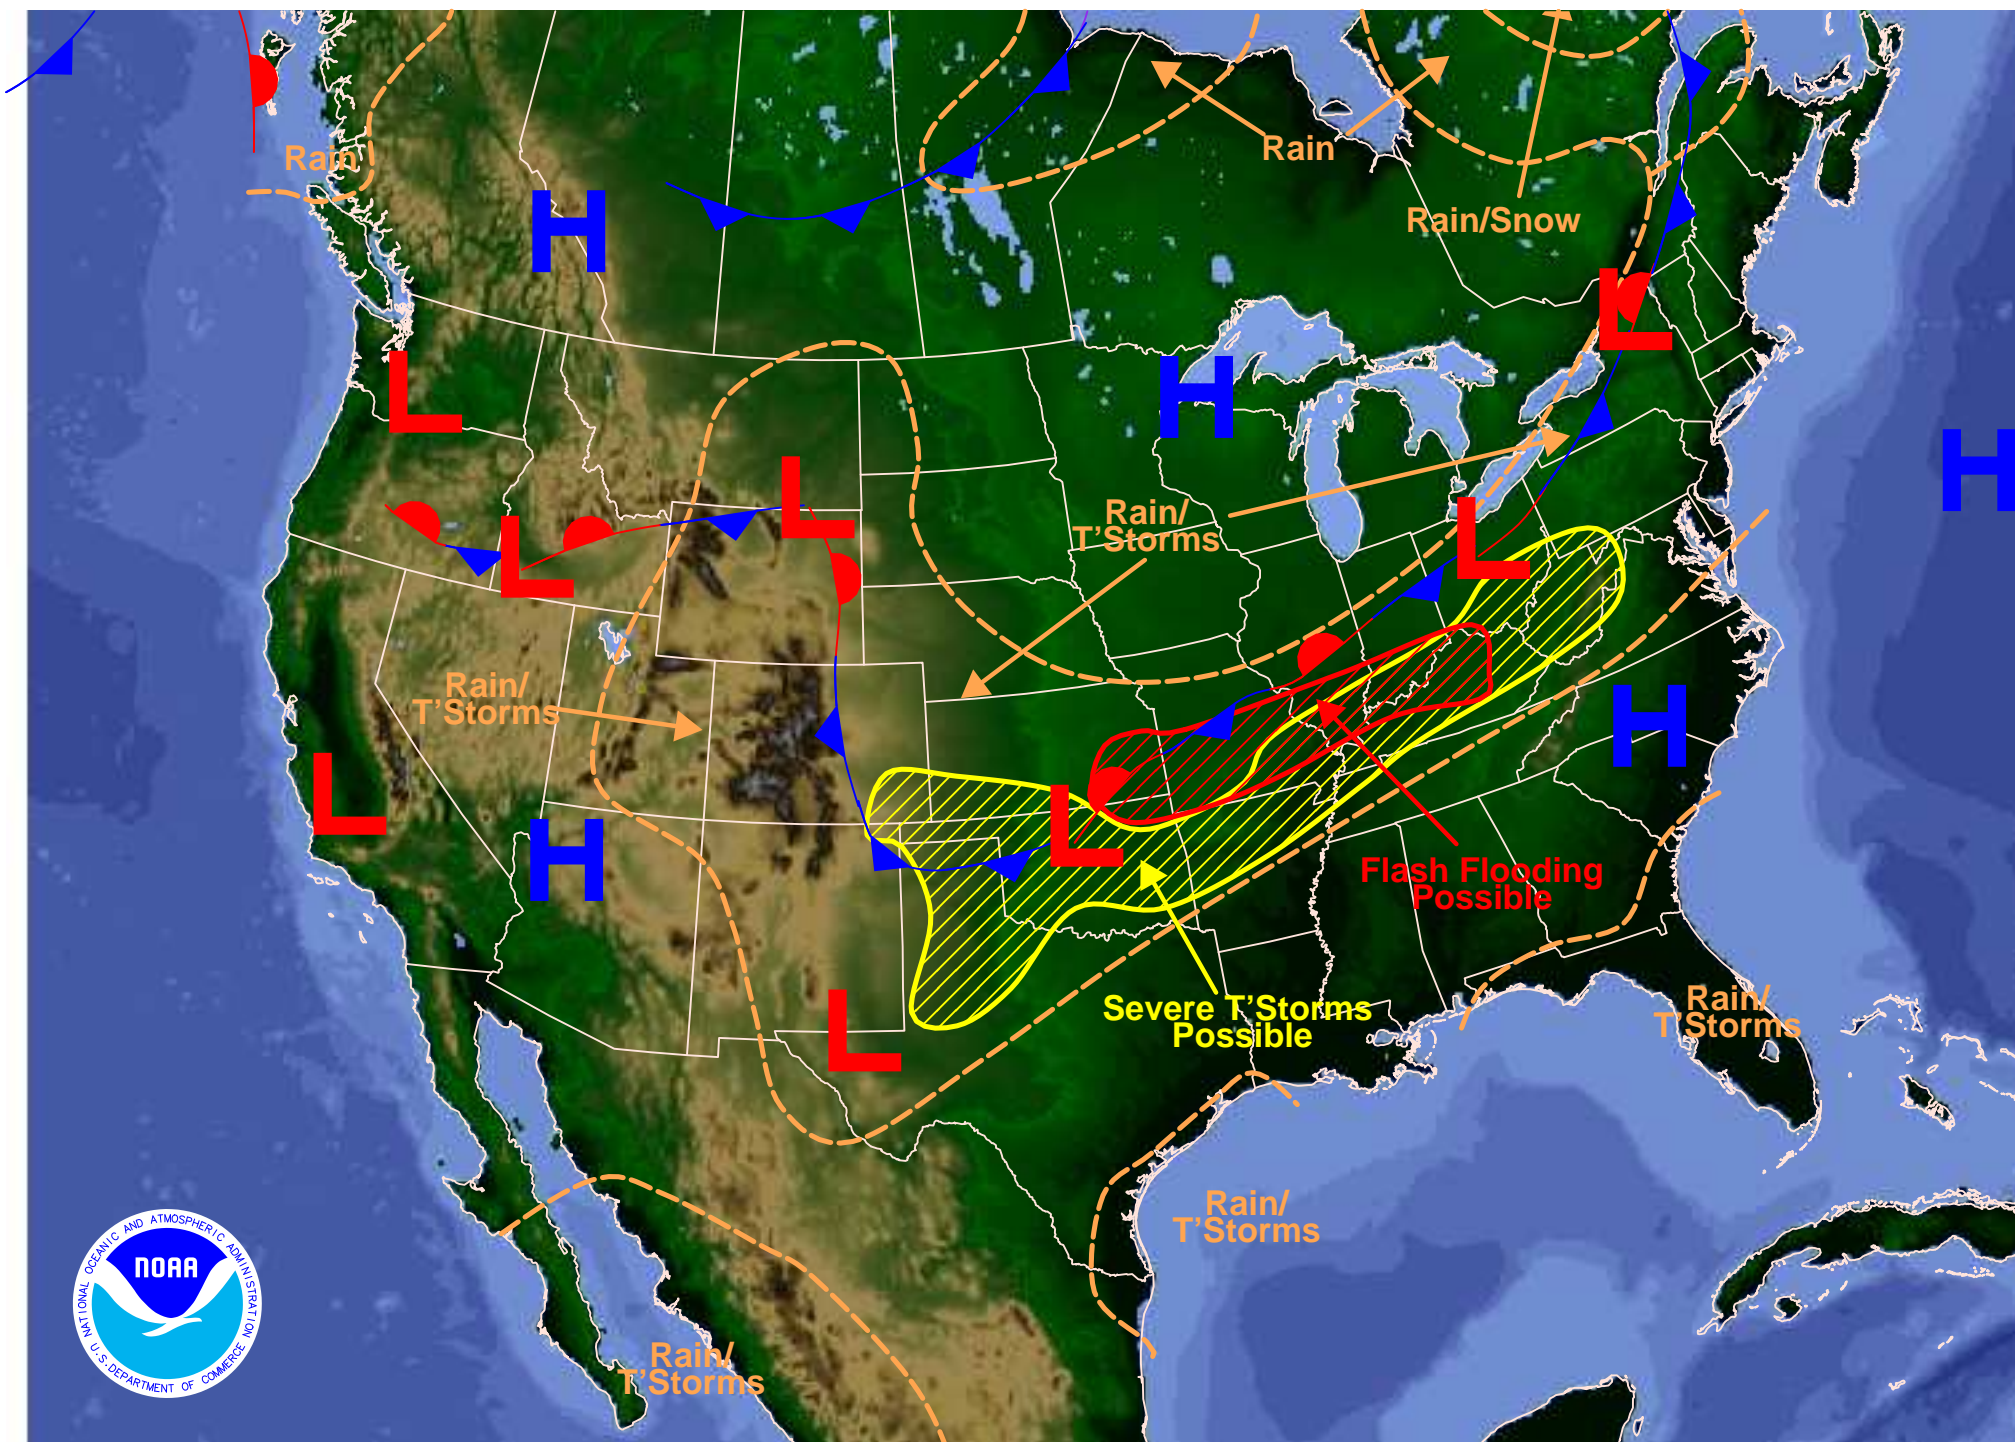 Rain
Rain
H
Rain/Snow
L
H
L
H
L
L
Rain/
T'Storms
L
L
Rain/
T'Storms
H
L
L
H
Flash Flooding
Possible
Severe T'Storms
Possible
L
Rain/
T'Storms
Rain/
T'Storms
Rain/
T'Storms
NATIONAL OCEANIC AND ATMOSPHERIC ADMINISTRATION
NOAA
U.S. DEPARTMENT OF COMMERCE